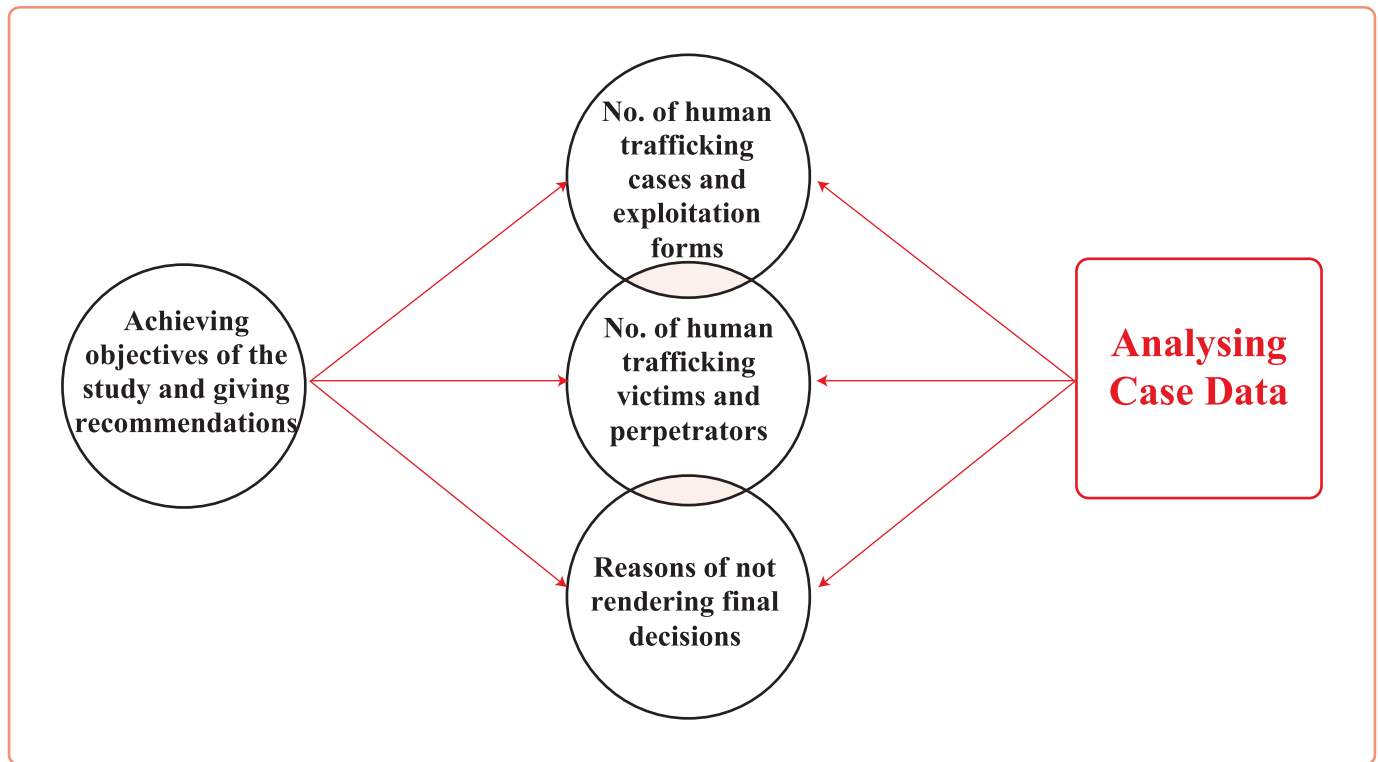 Achieving
objectives of the
study and giving
recommendations
No. of human
trafficking
cases and
exploitation
forms
No. of human
trafficking
victims and
perpetrators
Reasons of not
rendering final
decisions
Analysing
Case Data